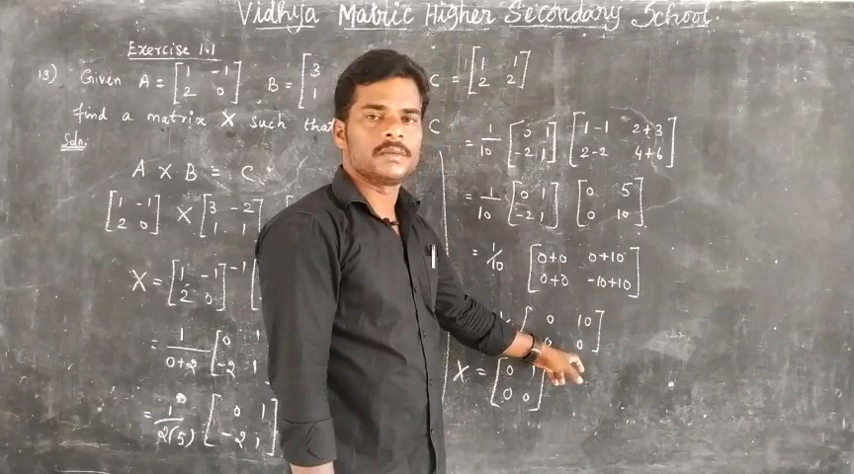 Vidhya Matric Higher Secondary School.
Exercise 1.1
13) Given A = [1 -1; 2 0], B = [3; 1 C = [1 1; 2 2]
find a matrix X such that C
Soln:
A X B = C
[1 -1; 2 0] X [3 -2; 1 1]
X = [1 -1; 2 0]⁻¹ [
= 1/(0+2) [0 1; -2 1
= 1/2(5) [0 1; -2 1
= 1/10 [0 1; -2 1] [1-1 2+3; 2-2 4+6]
= 1/10 [0 1; -2 1] [0 5; 0 10]
= 1/10 [0+0 0+10; 0+0 -10+10]
[0 10; 0 0]
X = [0 1; 0 0]